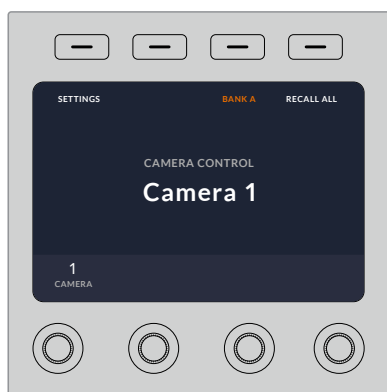 SETTINGS BANK A RECALL ALL
CAMERA CONTROL
Camera 1
1
CAMERA